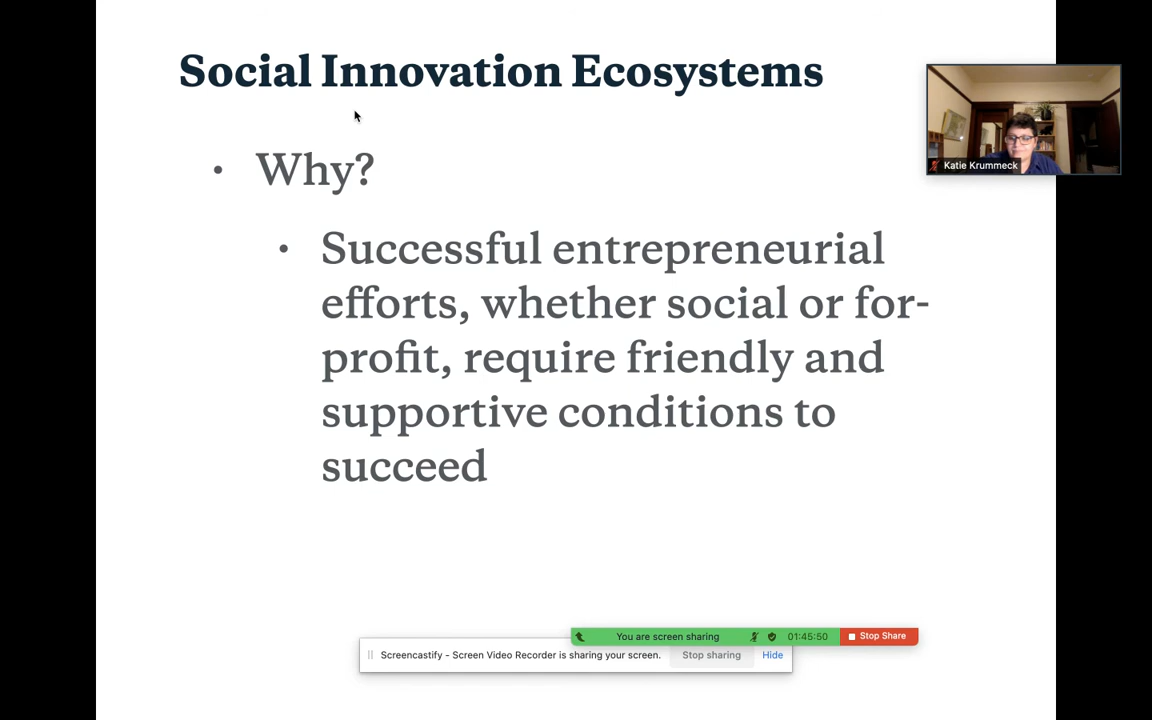 Social Innovation Ecosystems
• Why?
• Successful entrepreneurial
efforts, whether social or for-
profit, require friendly and
supportive conditions to
succeed
Katie Krummeck
You are screen sharing 01:45:50 Stop Share
Screencastify - Screen Video Recorder is sharing your screen. Stop sharing Hide